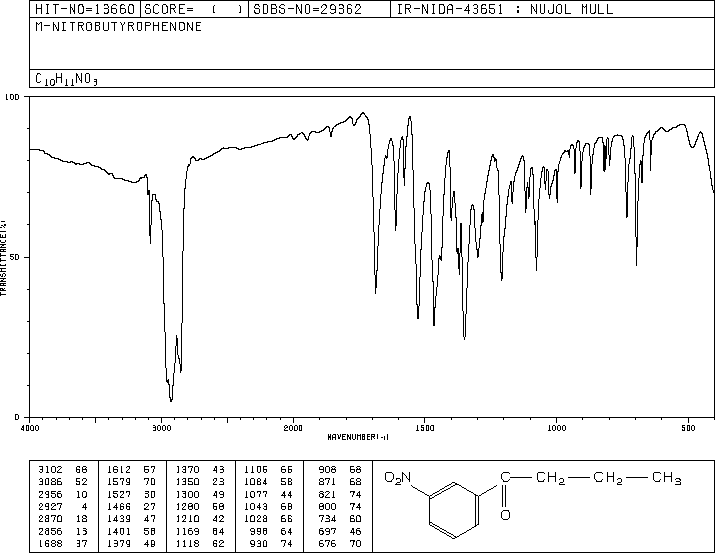 HIT-NO=13660 SCORE= ( ) SDBS-NO=29362 IR-NIDA-43651 : NUJOL MULL
M-NITROBUTYROPHENONE
C10H11NO3
100
50
0
TRANSMITTANCE(%)
4000 3000 2000 1500 1000 500
WAVENUMBER(-1)
3102 68 1612 57 1370 43 1106 66 908 68
3086 52 1579 70 1350 23 1084 58 871 68
2956 10 1527 30 1300 49 1077 44 821 74
2927 4 1466 27 1280 60 1043 68 800 74
2870 18 1439 47 1210 42 1028 66 734 60
2856 13 1401 58 1169 64 998 64 697 46
1688 37 1379 49 1118 62 930 74 676 70
O2N C CH2 CH2 CH3
O